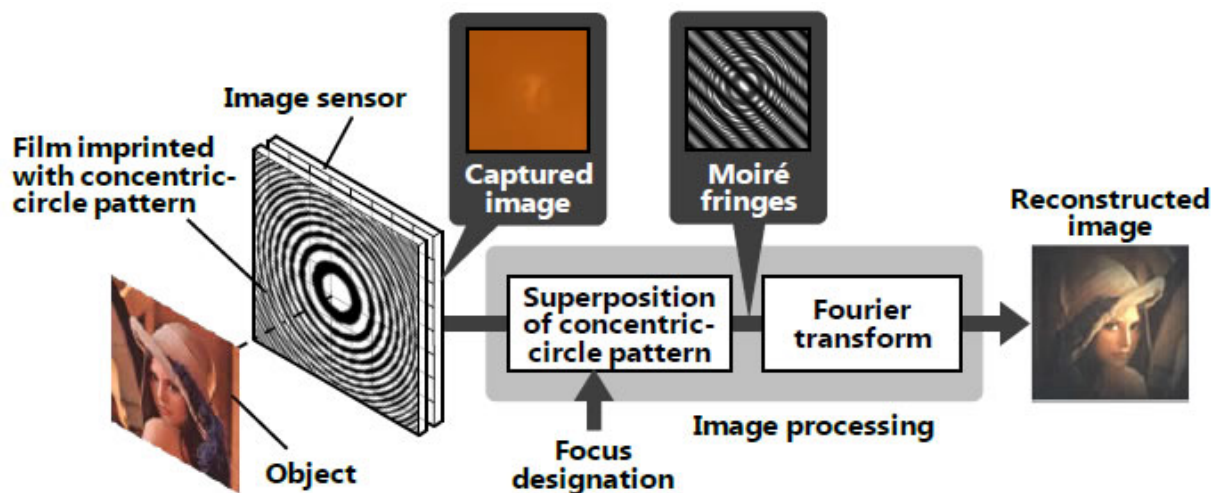 Image sensor
Film imprinted
with concentric-
circle pattern
Object
Captured
image
Moiré
fringes
Superposition
of concentric-
circle pattern
Fourier
transform
Focus
designation
Image processing
Reconstructed
image